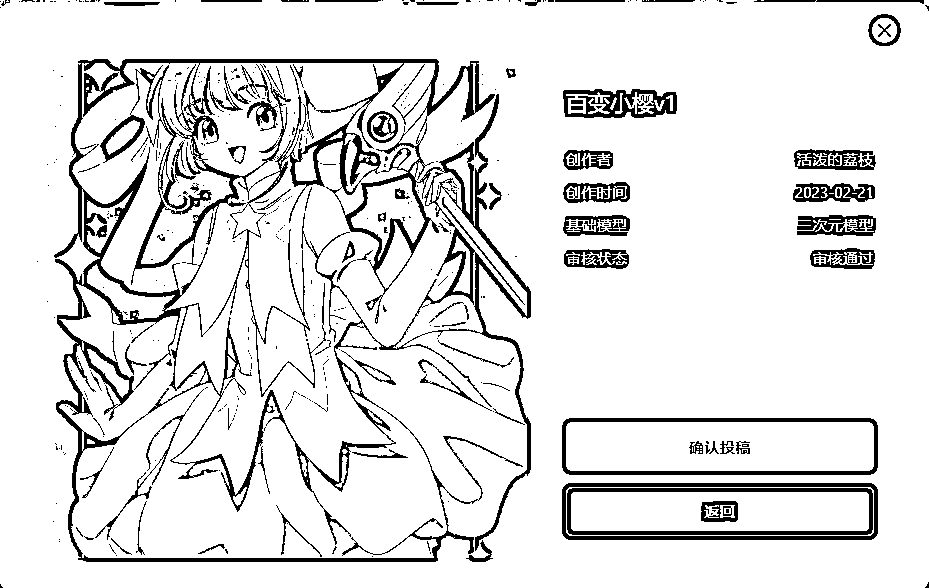 百变小樱v1
创作者 活泼的荔枝
创作时间 2023-02-21
基础模型 二次元模型
审核状态 审核通过
确认投稿
返回